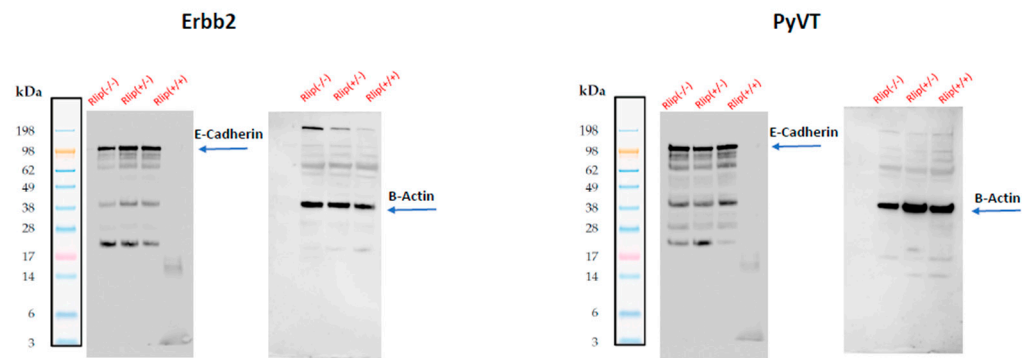 Erbb2
PyVT
kDa
Rlip(-/-)
Rlip(+/-)
Rlip(+/+)
198
98
62
49
38
28
17
14
6
3
E-Cadherin
Rlip(-/-)
Rlip(+/-)
Rlip(+/+)
B-Actin
kDa
Rlip(-/-)
Rlip(+/-)
Rlip(+/+)
198
98
62
49
38
28
17
14
6
3
E-Cadherin
Rlip(-/-)
Rlip(+/-)
Rlip(+/+)
B-Actin